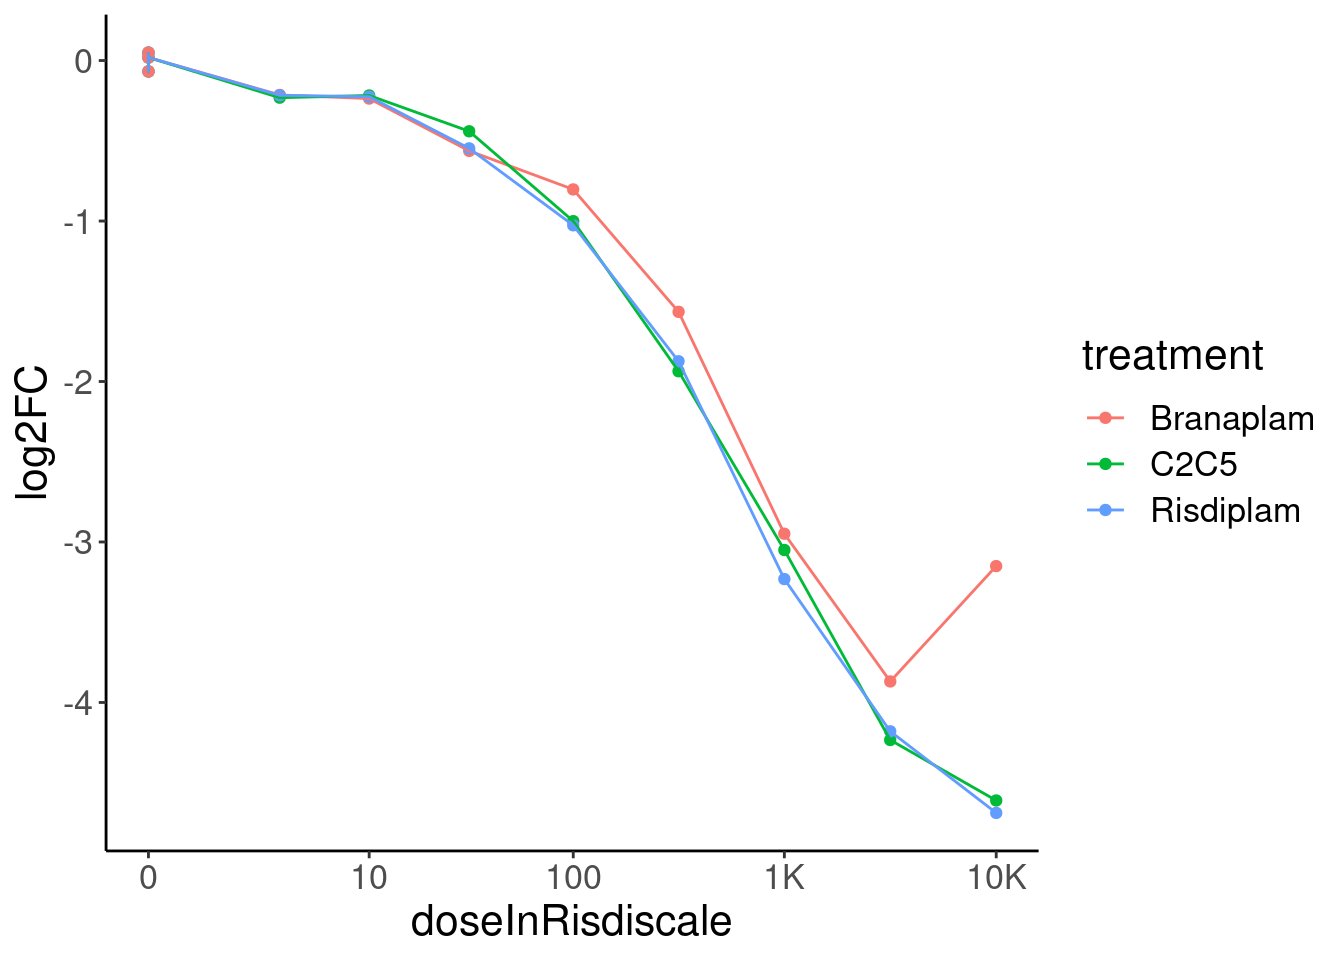 0
-1
-2
-3
-4
log2FC
0 10 100 1K 10K
doseInRisdiscale
treatment
Branaplam
C2C5
Risdiplam